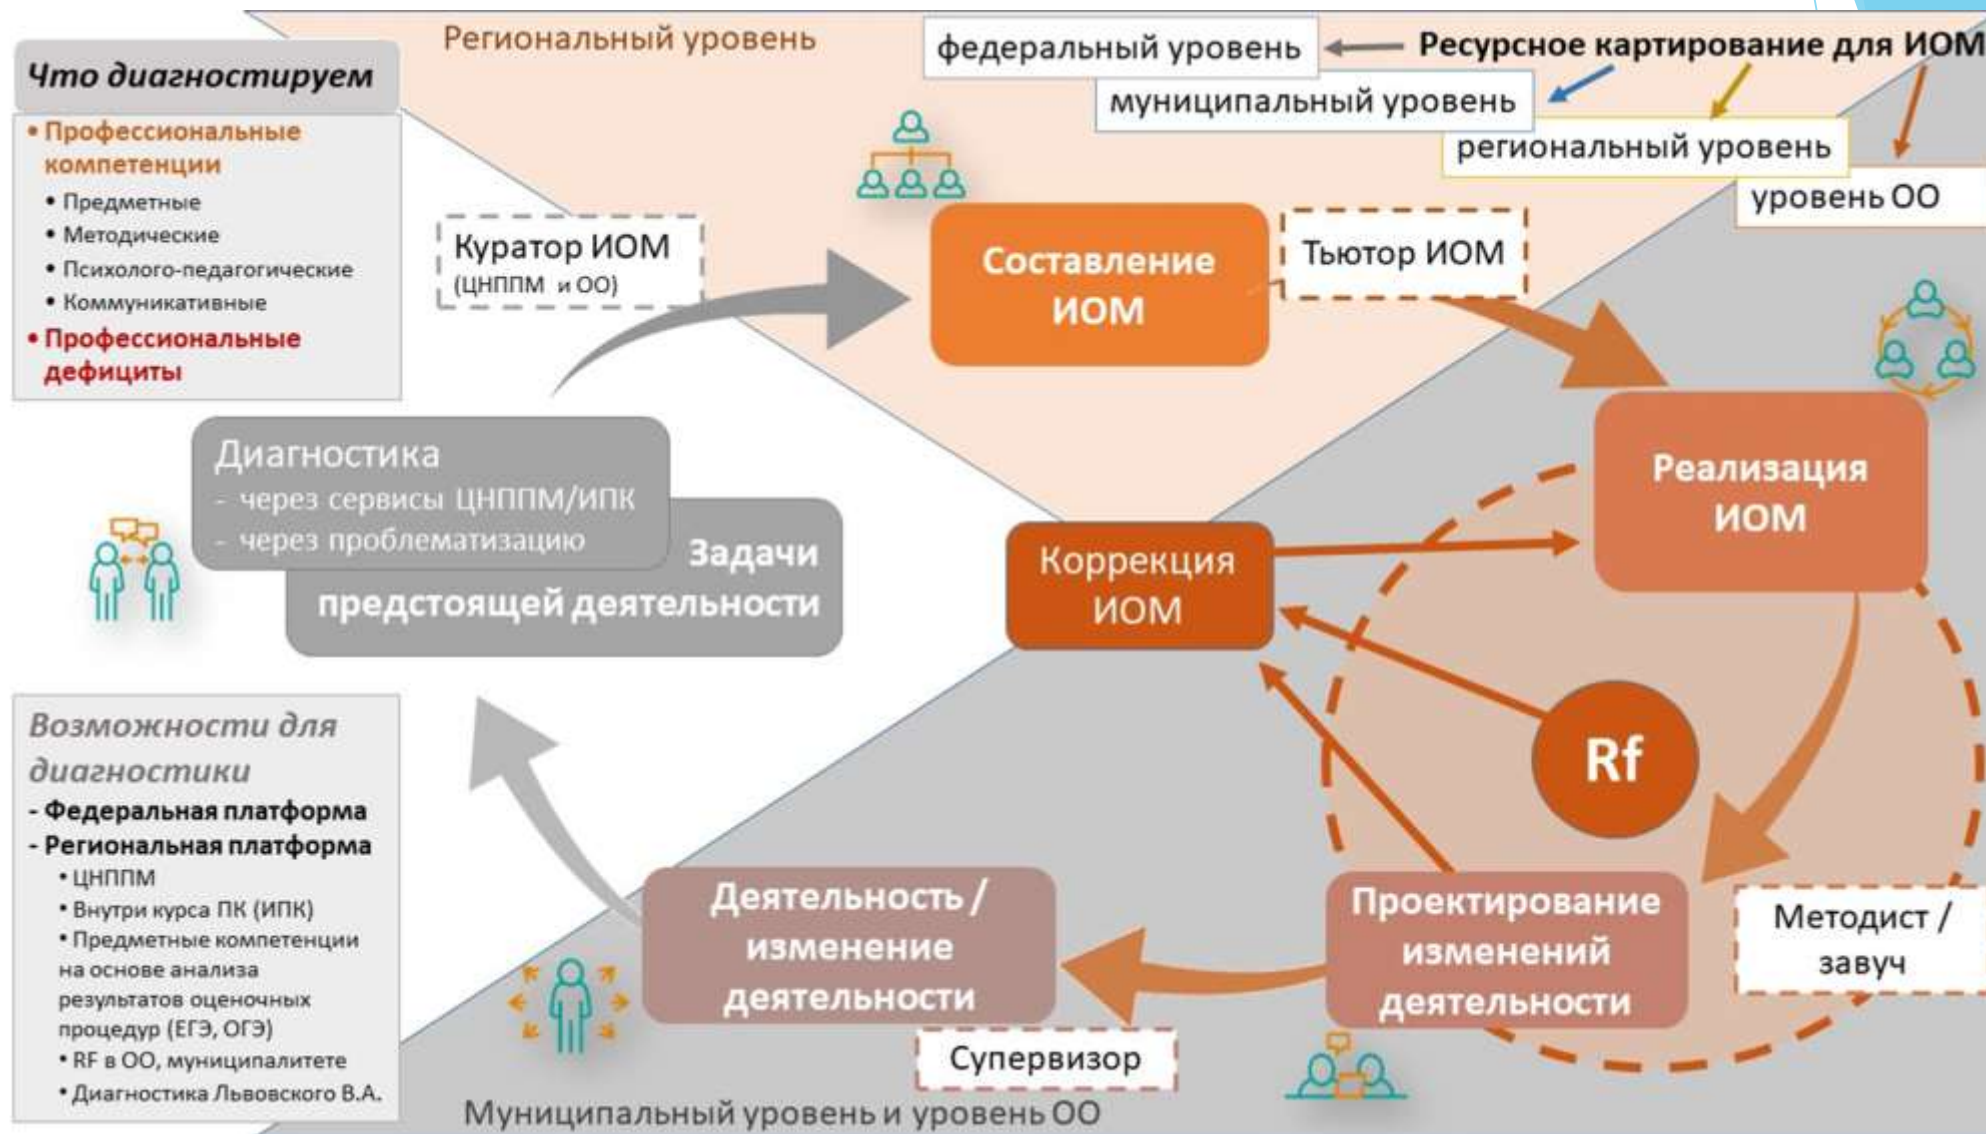 Региональный уровень
федеральный уровень
Ресурсное картирование для ИОМ
муниципальный уровень
региональный уровень
уровень ОО
Что диагностируем
• Профессиональные
компетенции
• Предметные
• Методические
• Психолого-педагогические
• Коммуникативные
• Профессиональные
дефициты
Куратор ИОМ
(ЦНППМ и ОО)
Составление
ИОМ
Тьютор ИОМ
Реализация
ИОМ
Диагностика
- через сервисы ЦНППМ/ИПК
- через проблематизацию
Задачи
предстоящей деятельности
Коррекция
ИОМ
Rf
Возможности для
диагностики
- Федеральная платформа
- Региональная платформа
• ЦНППМ
• Внутри курса ПК (ИПК)
• Предметные компетенции
на основе анализа
результатов оценочных
процедур (ЕГЭ, ОГЭ)
• RF в ОО, муниципалитете
• Диагностика Львовского В.А.
Деятельность /
изменение
деятельности
Проектирование
изменений
деятельности
Методист /
завуч
Супервизор
Муниципальный уровень и уровень ОО